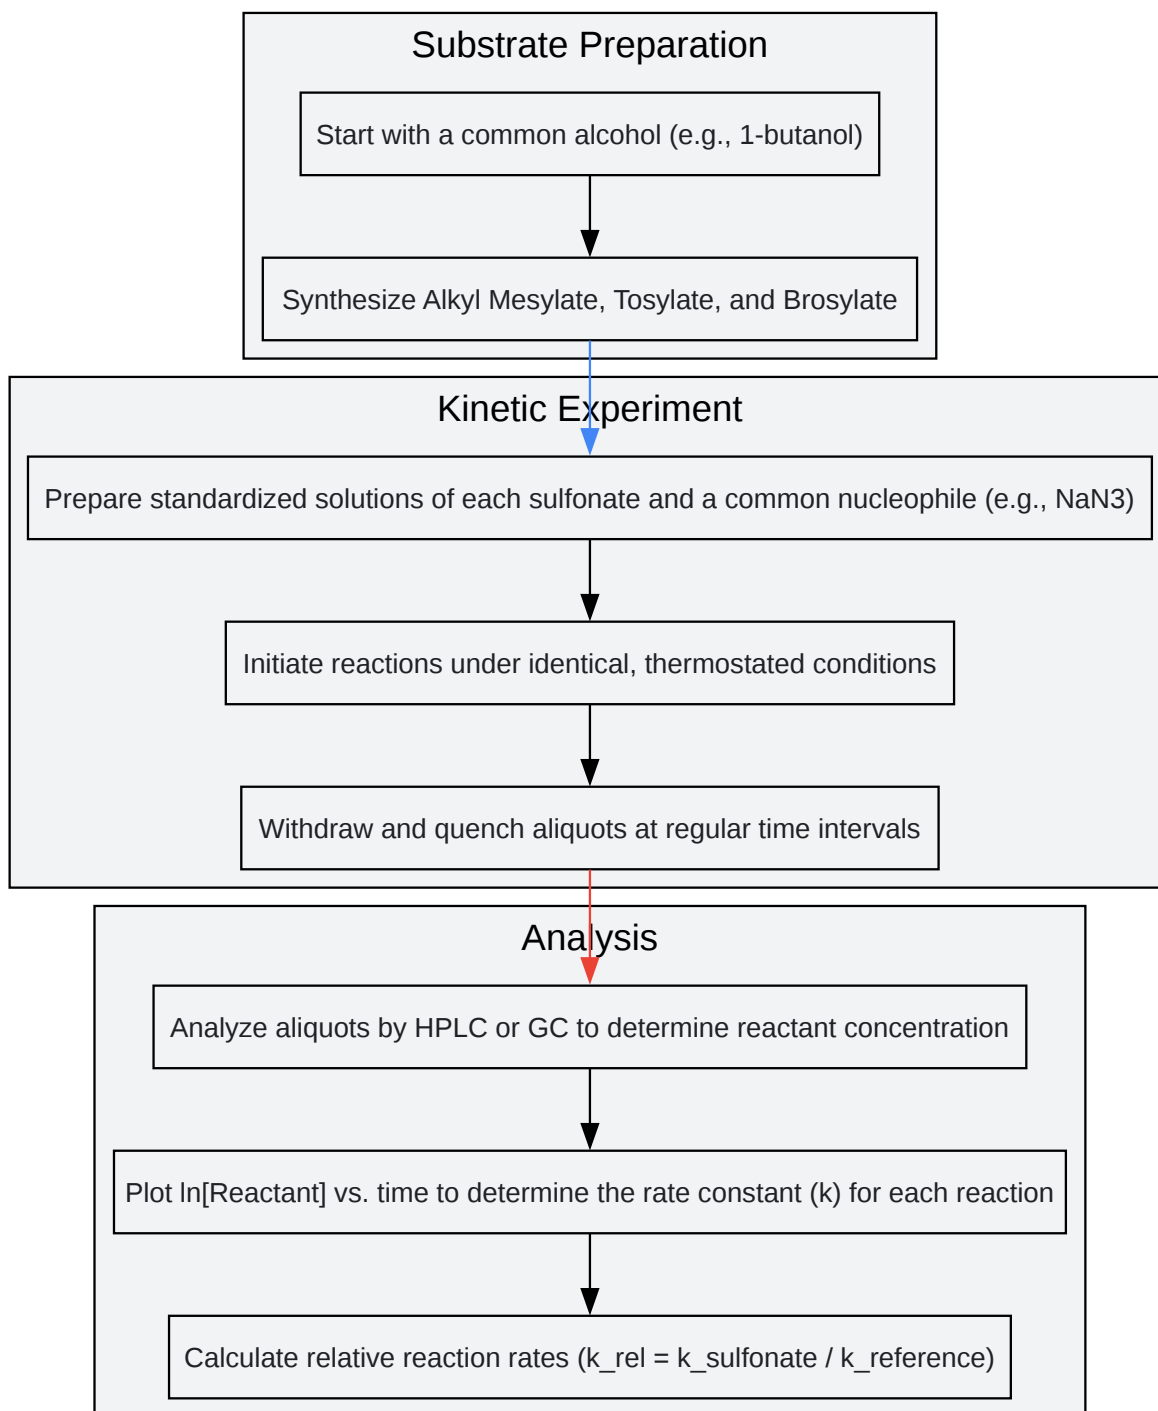 Substrate Preparation
Start with a common alcohol (e.g., 1-butanol)
Synthesize Alkyl Mesylate, Tosylate, and Brosylate
Kinetic Experiment
Prepare standardized solutions of each sulfonate and a common nucleophile (e.g., NaN3)
Initiate reactions under identical, thermostated conditions
Withdraw and quench aliquots at regular time intervals
Analysis
Analyze aliquots by HPLC or GC to determine reactant concentration
Plot ln[Reactant] vs. time to determine the rate constant (k) for each reaction
Calculate relative reaction rates (k_rel = k_sulfonate / k_reference)